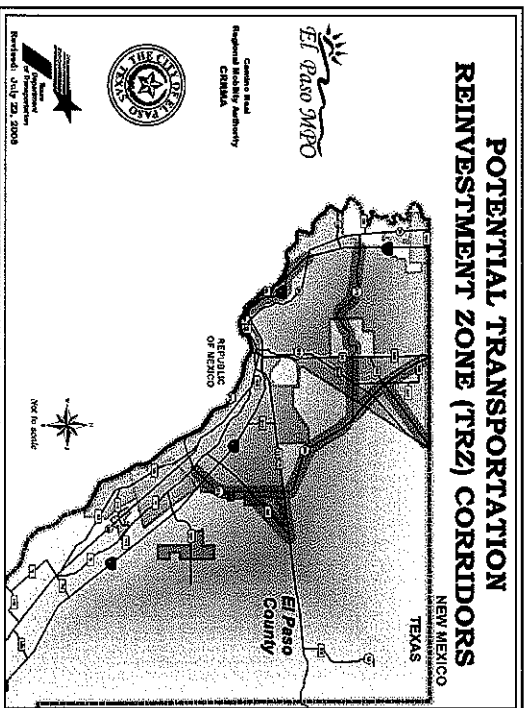 POTENTIAL TRANSPORTATION
REINVESTMENT ZONE (TRZ) CORRIDORS
NEW MEXICO
TEXAS
El Paso MPO
Camino Real
Regional Mobility Authority
CRRMA
THE CITY OF EL PASO
TEXAS
Texas
Department
of Transportation
Revised: July 22, 2008
REPUBLIC
OF MEXICO
El Paso
County
Not to scale